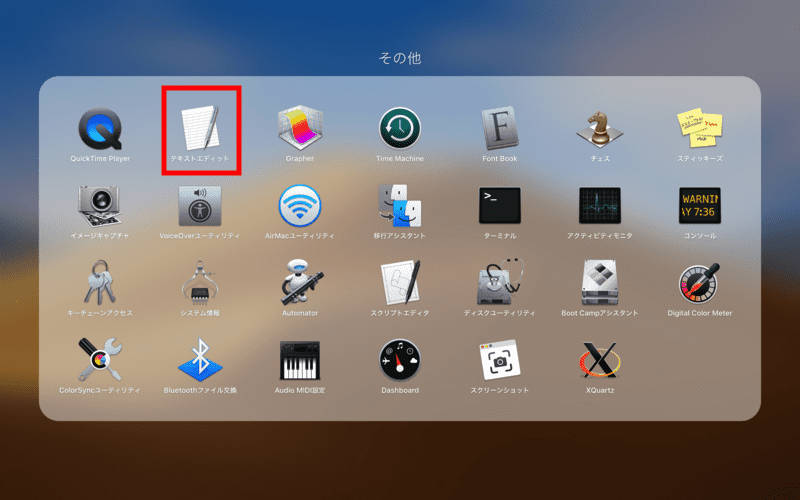 その他
QuickTime Player
テキストエディット
Grapher
Time Machine
Font Book
チェス
スティッキーズ
イメージキャプチャ
VoiceOverユーティリティ
AirMacユーティリティ
移行アシスタント
ターミナル
アクティビティモニタ
コンソール
キーチェーンアクセス
システム情報
Automator
スクリプトエディタ
ディスクユーティリティ
Boot Campアシスタント
Digital Color Meter
ColorSyncユーティリティ
Bluetoothファイル交換
Audio MIDI設定
Dashboard
スクリーンショット
XQuartz
F
>_
WARNIN
AY 7:36